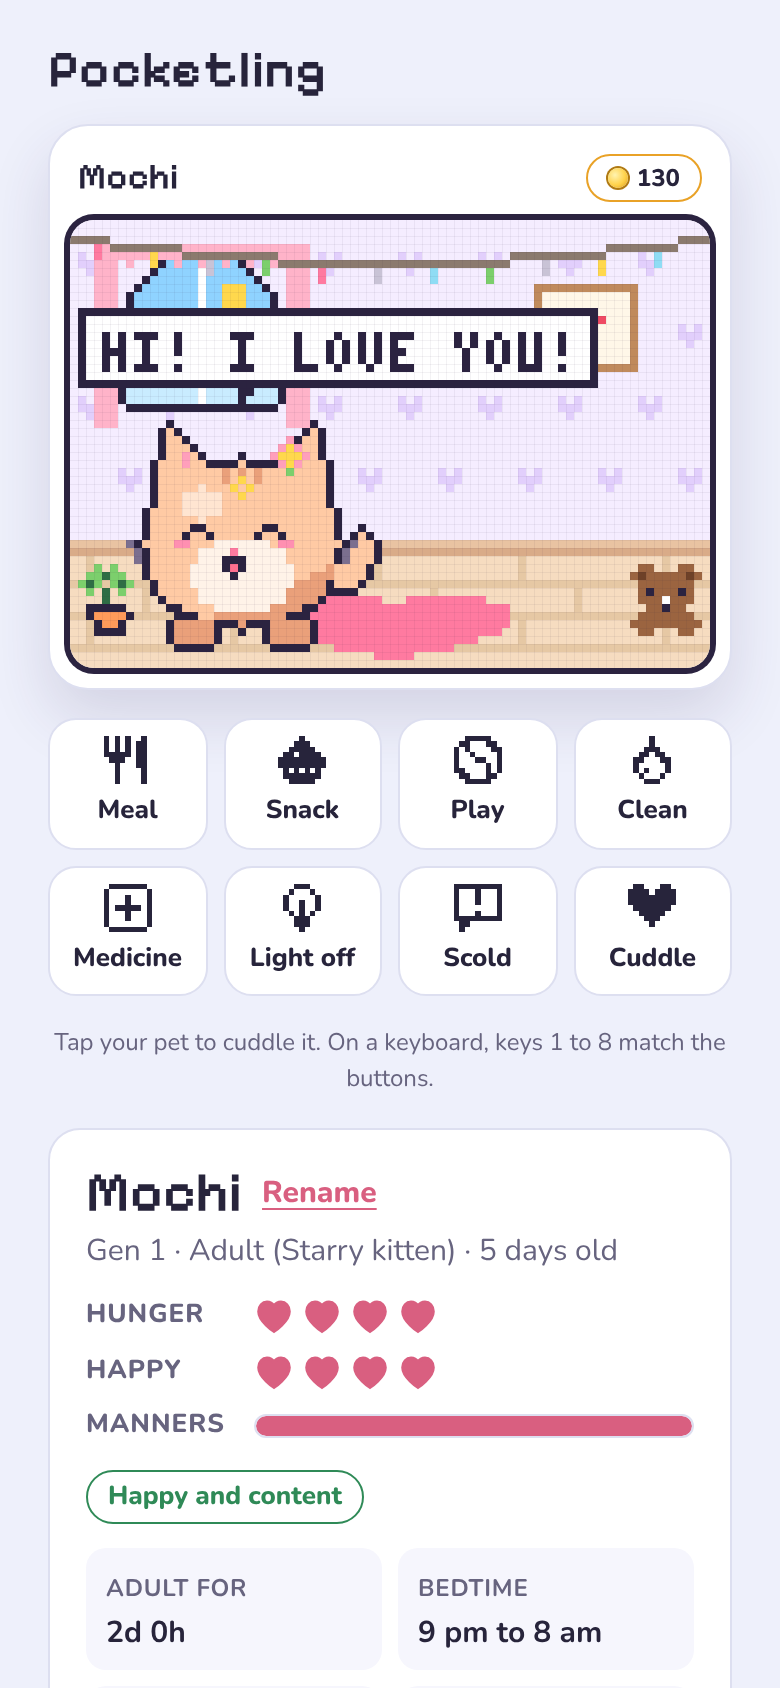 Pocketling
Mochi
130
HI! I LOVE YOU!
Meal
Snack
Play
Clean
Medicine
Light off
Scold
Cuddle
Tap your pet to cuddle it. On a keyboard, keys 1 to 8 match the
buttons.
Mochi Rename
Gen 1 · Adult (Starry kitten) · 5 days old
HUNGER
HAPPY
MANNERS
Happy and content
ADULT FOR
2d 0h
BEDTIME
9 pm to 8 am